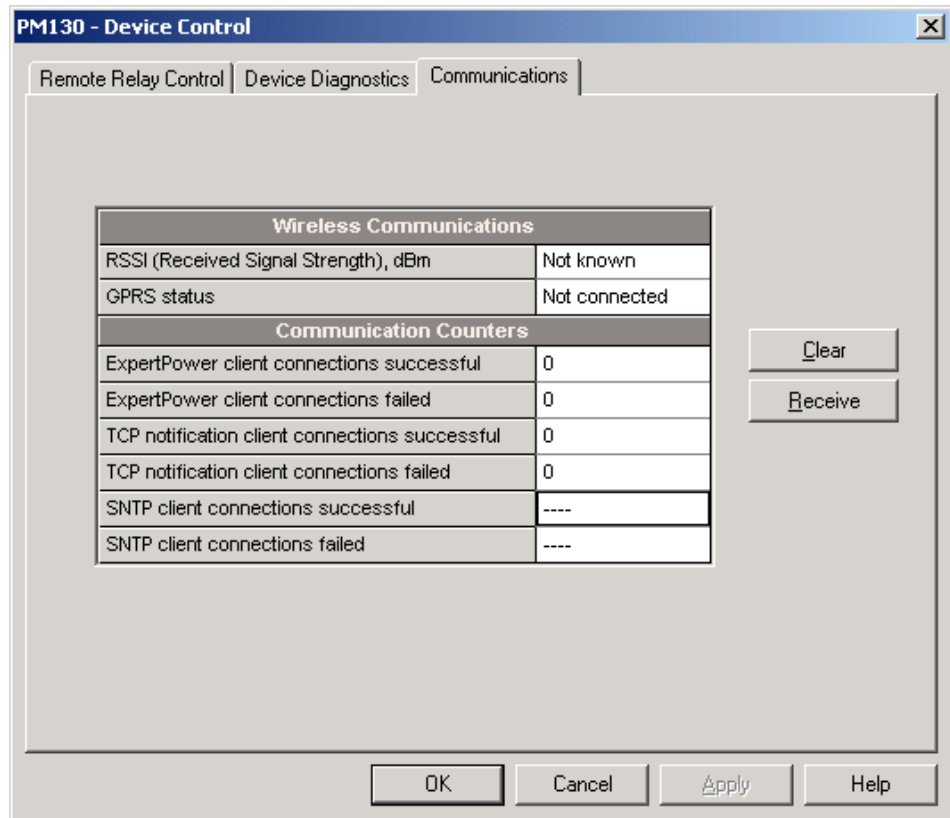 PM130 - Device Control
Remote Relay Control
Device Diagnostics
Communications
Wireless Communications
RSSI (Received Signal Strength), dBm Not known
GPRS status Not connected
Communication Counters
ExpertPower client connections successful 0
ExpertPower client connections failed 0
TCP notification client connections successful 0
TCP notification client connections failed 0
SNTP client connections successful ----
SNTP client connections failed ----
Clear
Receive
OK
Cancel
Apply
Help